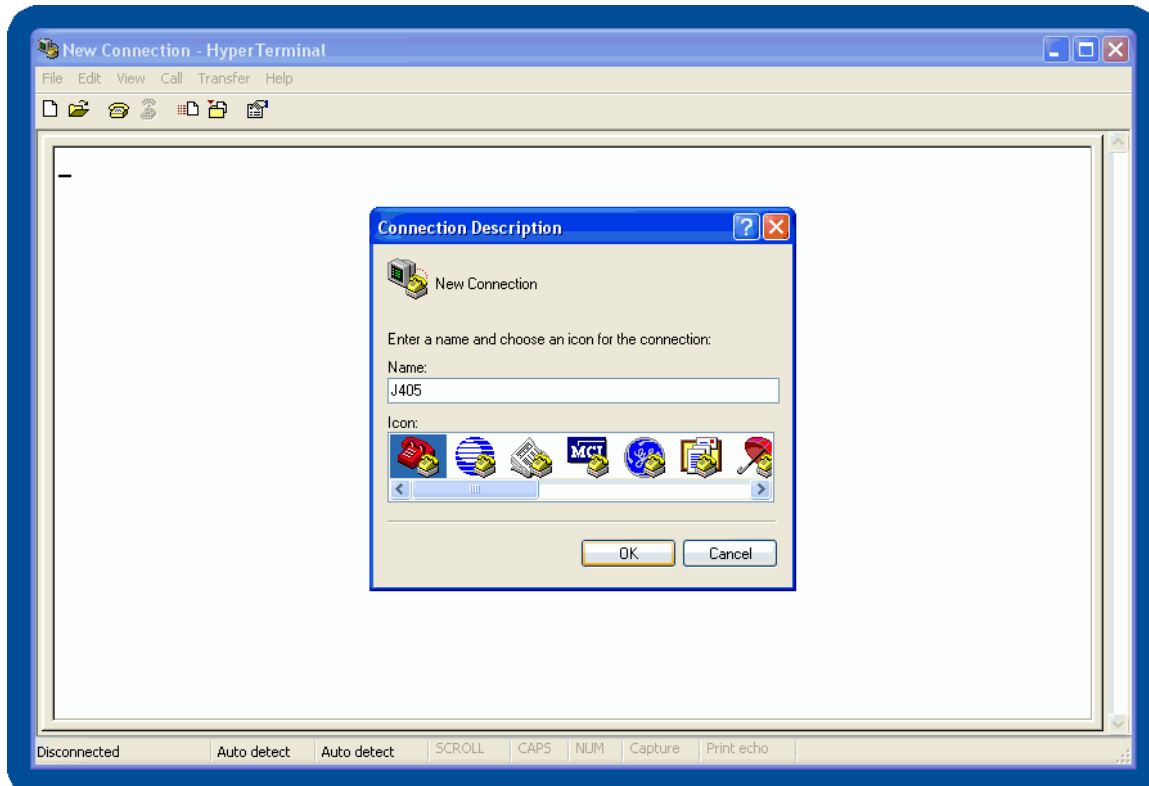 New Connection - HyperTerminal
File Edit View Call Transfer Help
Connection Description
New Connection
Enter a name and choose an icon for the connection:
Name:
J405
Icon:
MCI
OK Cancel
Disconnected Auto detect Auto detect SCROLL CAPS NUM Capture Print echo